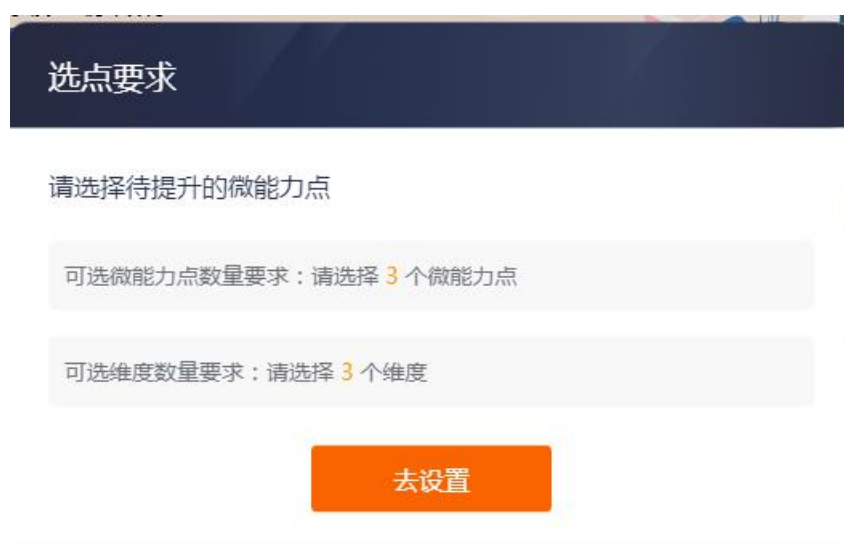 选点要求
请选择待提升的微能力点
可选微能力点数量要求：请选择 3 个微能力点
可选维度数量要求：请选择 3 个维度
去设置